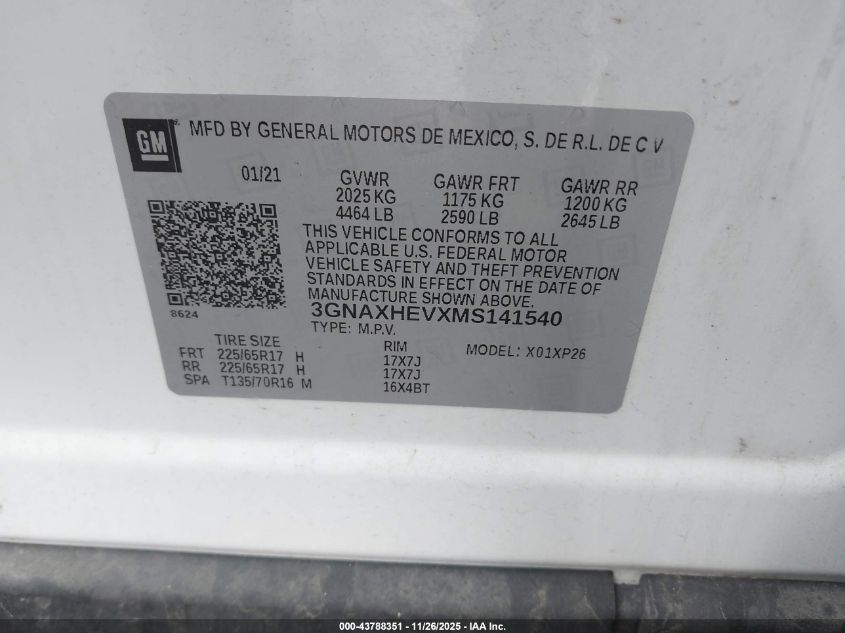 GM MFD BY GENERAL MOTORS DE MEXICO, S. DE R.L. DE C V
01/21 GVWR GAWR FRT GAWR RR
2025 KG 1175 KG 1200 KG
4464 LB 2590 LB 2645 LB
THIS VEHICLE CONFORMS TO ALL
APPLICABLE U.S. FEDERAL MOTOR
VEHICLE SAFETY AND THEFT PREVENTION
STANDARDS IN EFFECT ON THE DATE OF
MANUFACTURE SHOWN ABOVE.
8624
3GNAXHEVXMS141540
TYPE: M.P.V.
TIRE SIZE RIM MODEL: X01XP26
FRT 225/65R17 H 17X7J
RR 225/65R17 H 17X7J
SPA T135/70R16 M 16X4BT
000-43788351 - 11/26/2025 - IAA Inc.